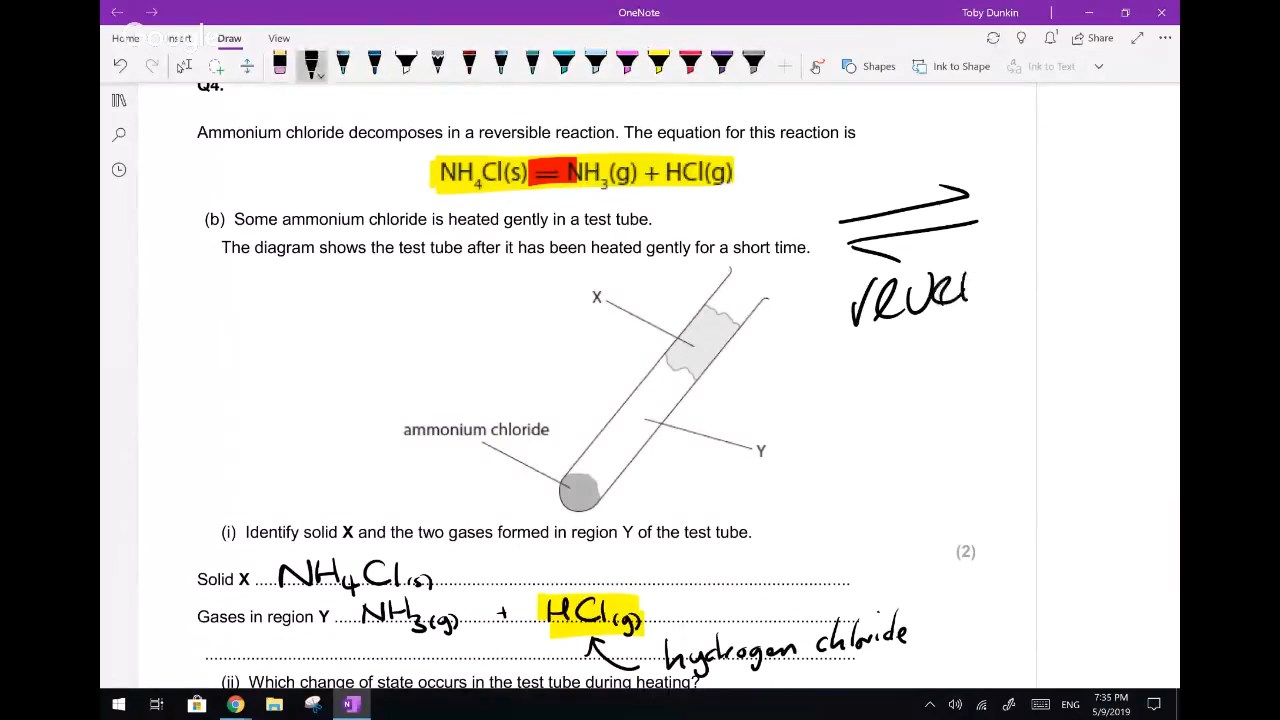 OneNote
Toby Dunkin
Google
Home Insert Draw View
Share
Shapes
Ink to Shape
Ink to Text
Q4.
Ammonium chloride decomposes in a reversible reaction. The equation for this reaction is
NH₄Cl(s) = NH₃(g) + HCl(g)
(b) Some ammonium chloride is heated gently in a test tube.
The diagram shows the test tube after it has been heated gently for a short time.
rever
X
ammonium chloride
Y
(i) Identify solid X and the two gases formed in region Y of the test tube.
(2)
Solid X NH₄Cl(s)
Gases in region Y NH₃(g) + HCl(g)
hydrogen chloride
(ii) Which change of state occurs in the test tube during heating?
ENG
7:35 PM
5/9/2019